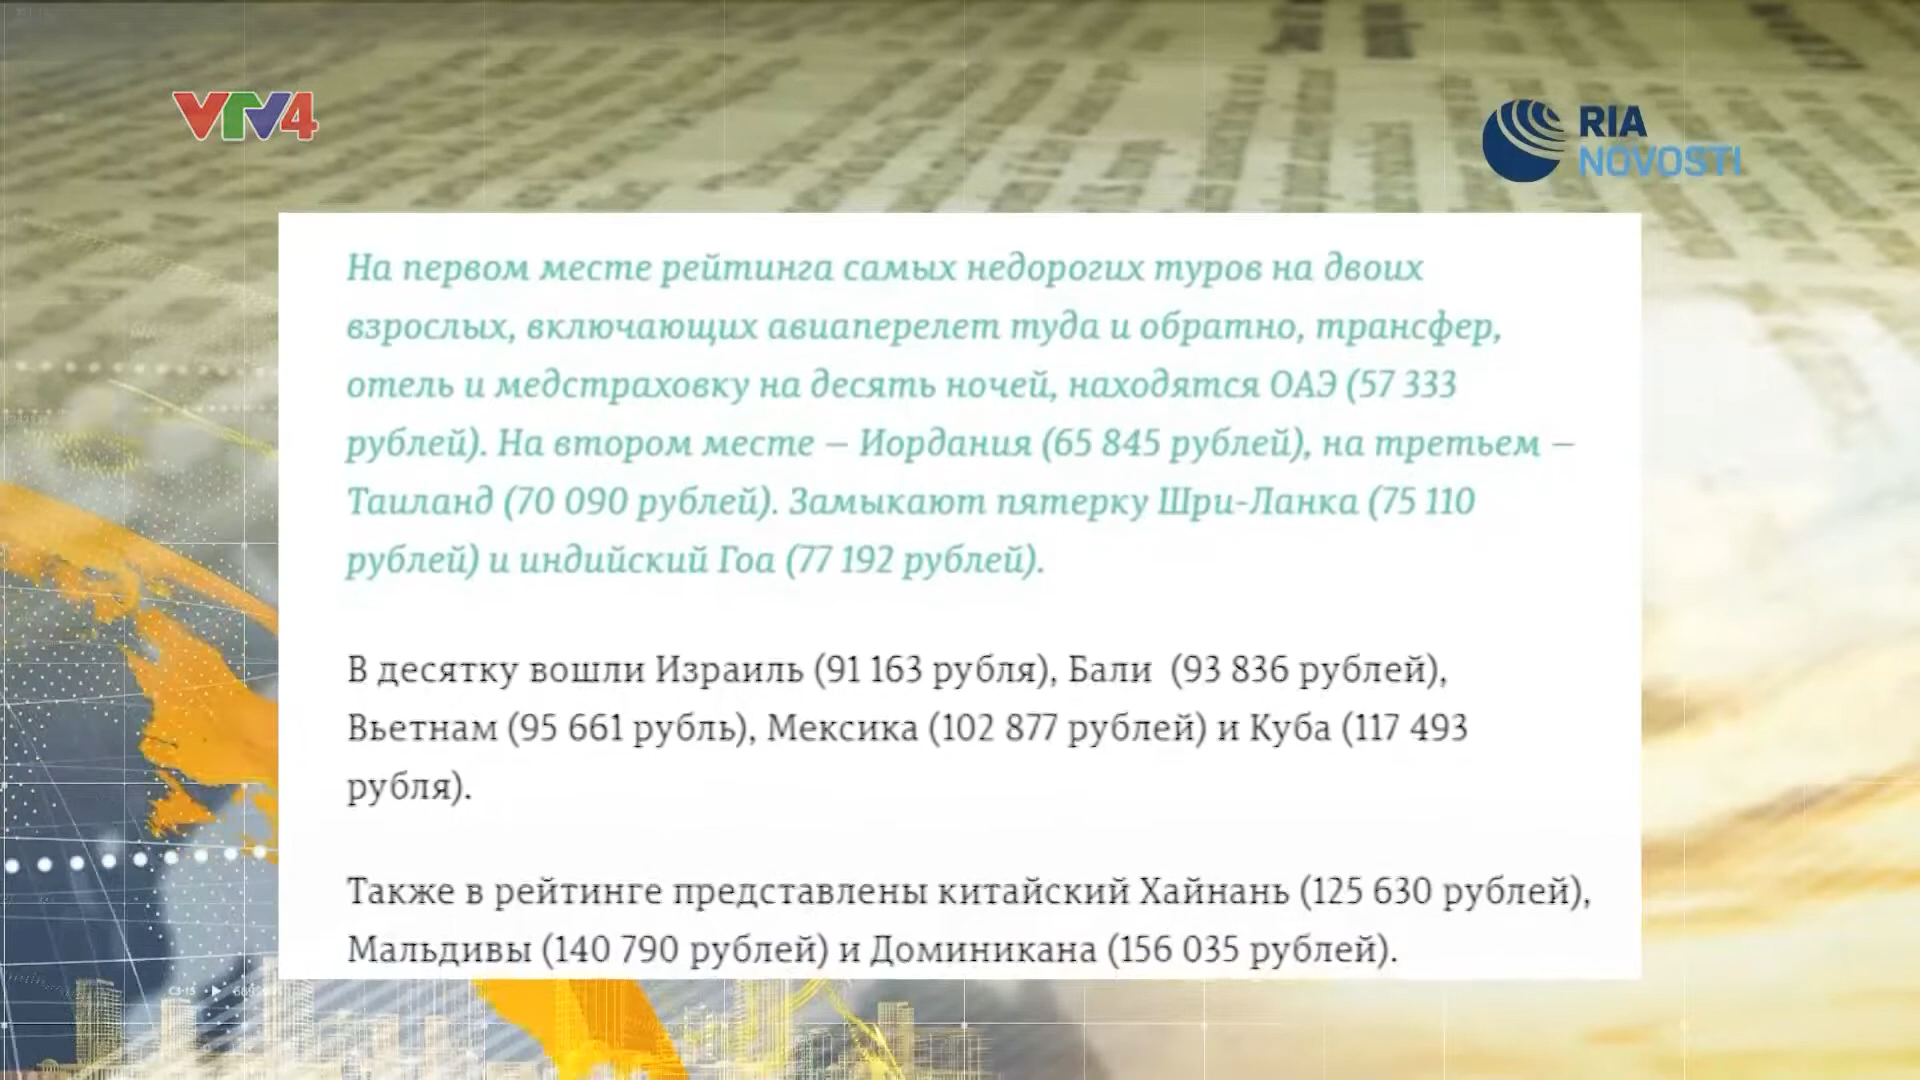 VTV4
RIA
NOVOSTI
На первом месте рейтинга самых недорогих туров на двоих
взрослых, включающих авиаперелет туда и обратно, трансфер,
отель и медстраховку на десять ночей, находятся ОАЭ (57 333
рублей). На втором месте – Иордания (65 845 рублей), на третьем –
Таиланд (70 090 рублей). Замыкают пятерку Шри-Ланка (75 110
рублей) и индийский Гоа (77 192 рублей).
В десятку вошли Израиль (91 163 рубля), Бали (93 836 рублей),
Вьетнам (95 661 рубль), Мексика (102 877 рублей) и Куба (117 493
рубля).
Также в рейтинге представлены китайский Хайнань (125 630 рублей),
Мальдивы (140 790 рублей) и Доминикана (156 035 рублей).